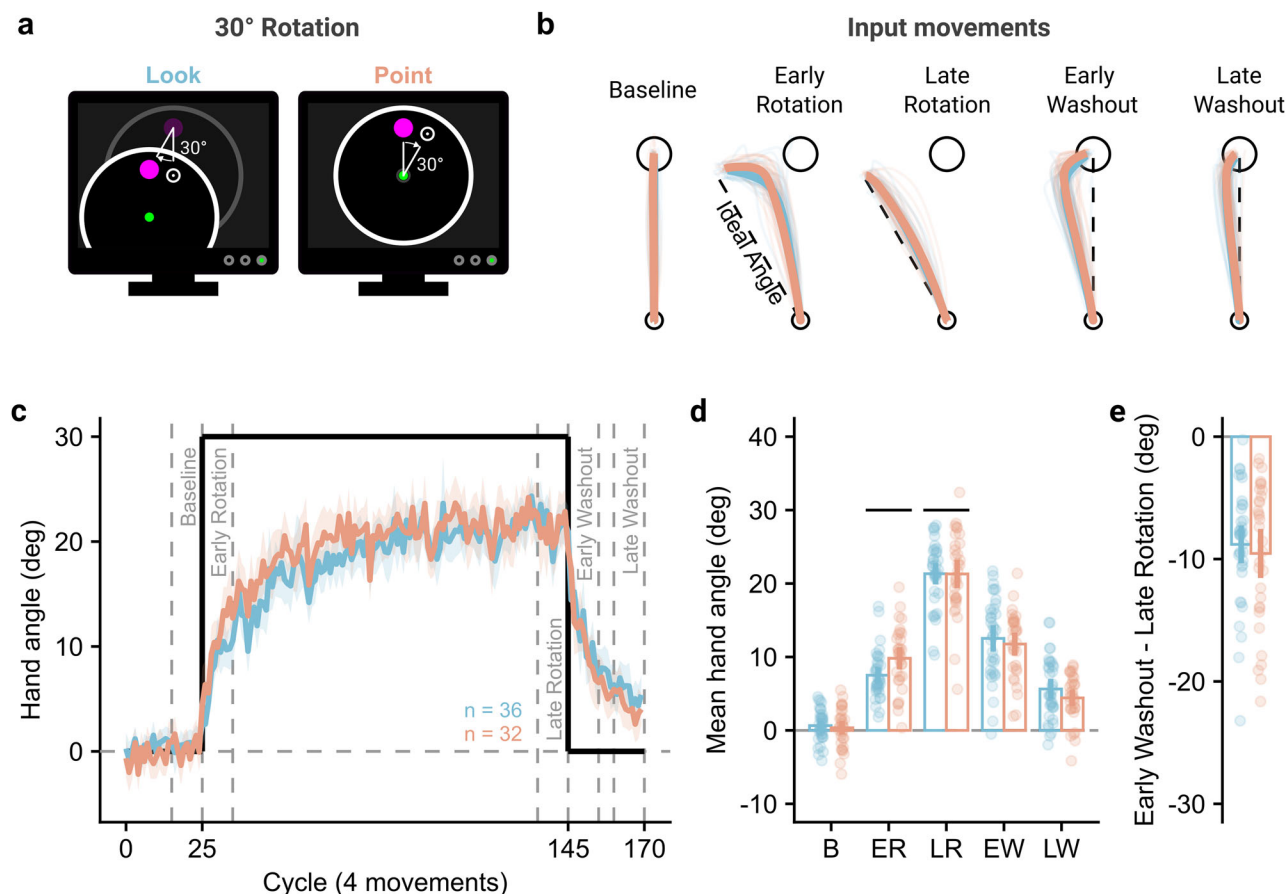 a
30° Rotation
Look
Point
30°
30°
b
Input movements
Baseline
Early
Rotation
Late
Rotation
Early
Washout
Late
Washout
Ideal Angle
c
Hand angle (deg)
30
20
10
0
Baseline
Early Rotation
Late Rotation
Early Washout
Late Washout
n = 36
n = 32
0
25
145
170
Cycle (4 movements)
d
Mean hand angle (deg)
40
30
20
10
0
-10
B
ER
LR
EW
LW
e
Early Washout - Late Rotation (deg)
0
-10
-20
-30